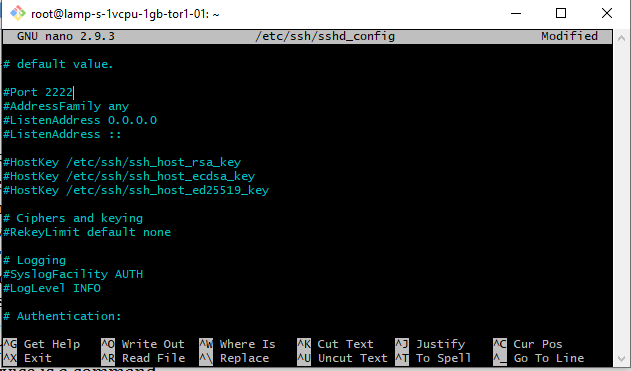 root@lamp-s-1vcpu-1gb-tor1-01: ~
GNU nano 2.9.3 /etc/ssh/sshd_config Modified
# default value.
#Port 2222
#AddressFamily any
#ListenAddress 0.0.0.0
#ListenAddress ::
#HostKey /etc/ssh/ssh_host_rsa_key
#HostKey /etc/ssh/ssh_host_ecdsa_key
#HostKey /etc/ssh/ssh_host_ed25519_key
# Ciphers and keying
#RekeyLimit default none
# Logging
#SyslogFacility AUTH
#LogLevel INFO
# Authentication:
^G Get Help ^O Write Out ^W Where Is ^K Cut Text ^J Justify ^C Cur Pos
^X Exit ^R Read File ^\ Replace ^U Uncut Text ^T To Spell ^_ Go To Line
is a command